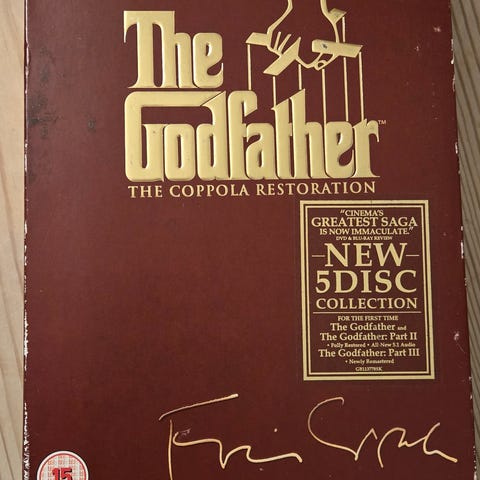 The
Godfather™
THE COPPOLA RESTORATION
"CINEMA'S
GREATEST SAGA
IS NOW IMMACULATE."
DVD & BLU-RAY REVIEW
–NEW–
5DISC
COLLECTION
FOR THE FIRST TIME
The Godfather and
The Godfather: Part II
• Fully Restored • All New 5.1 Audio
The Godfather: Part III
• Newly Remastered
15